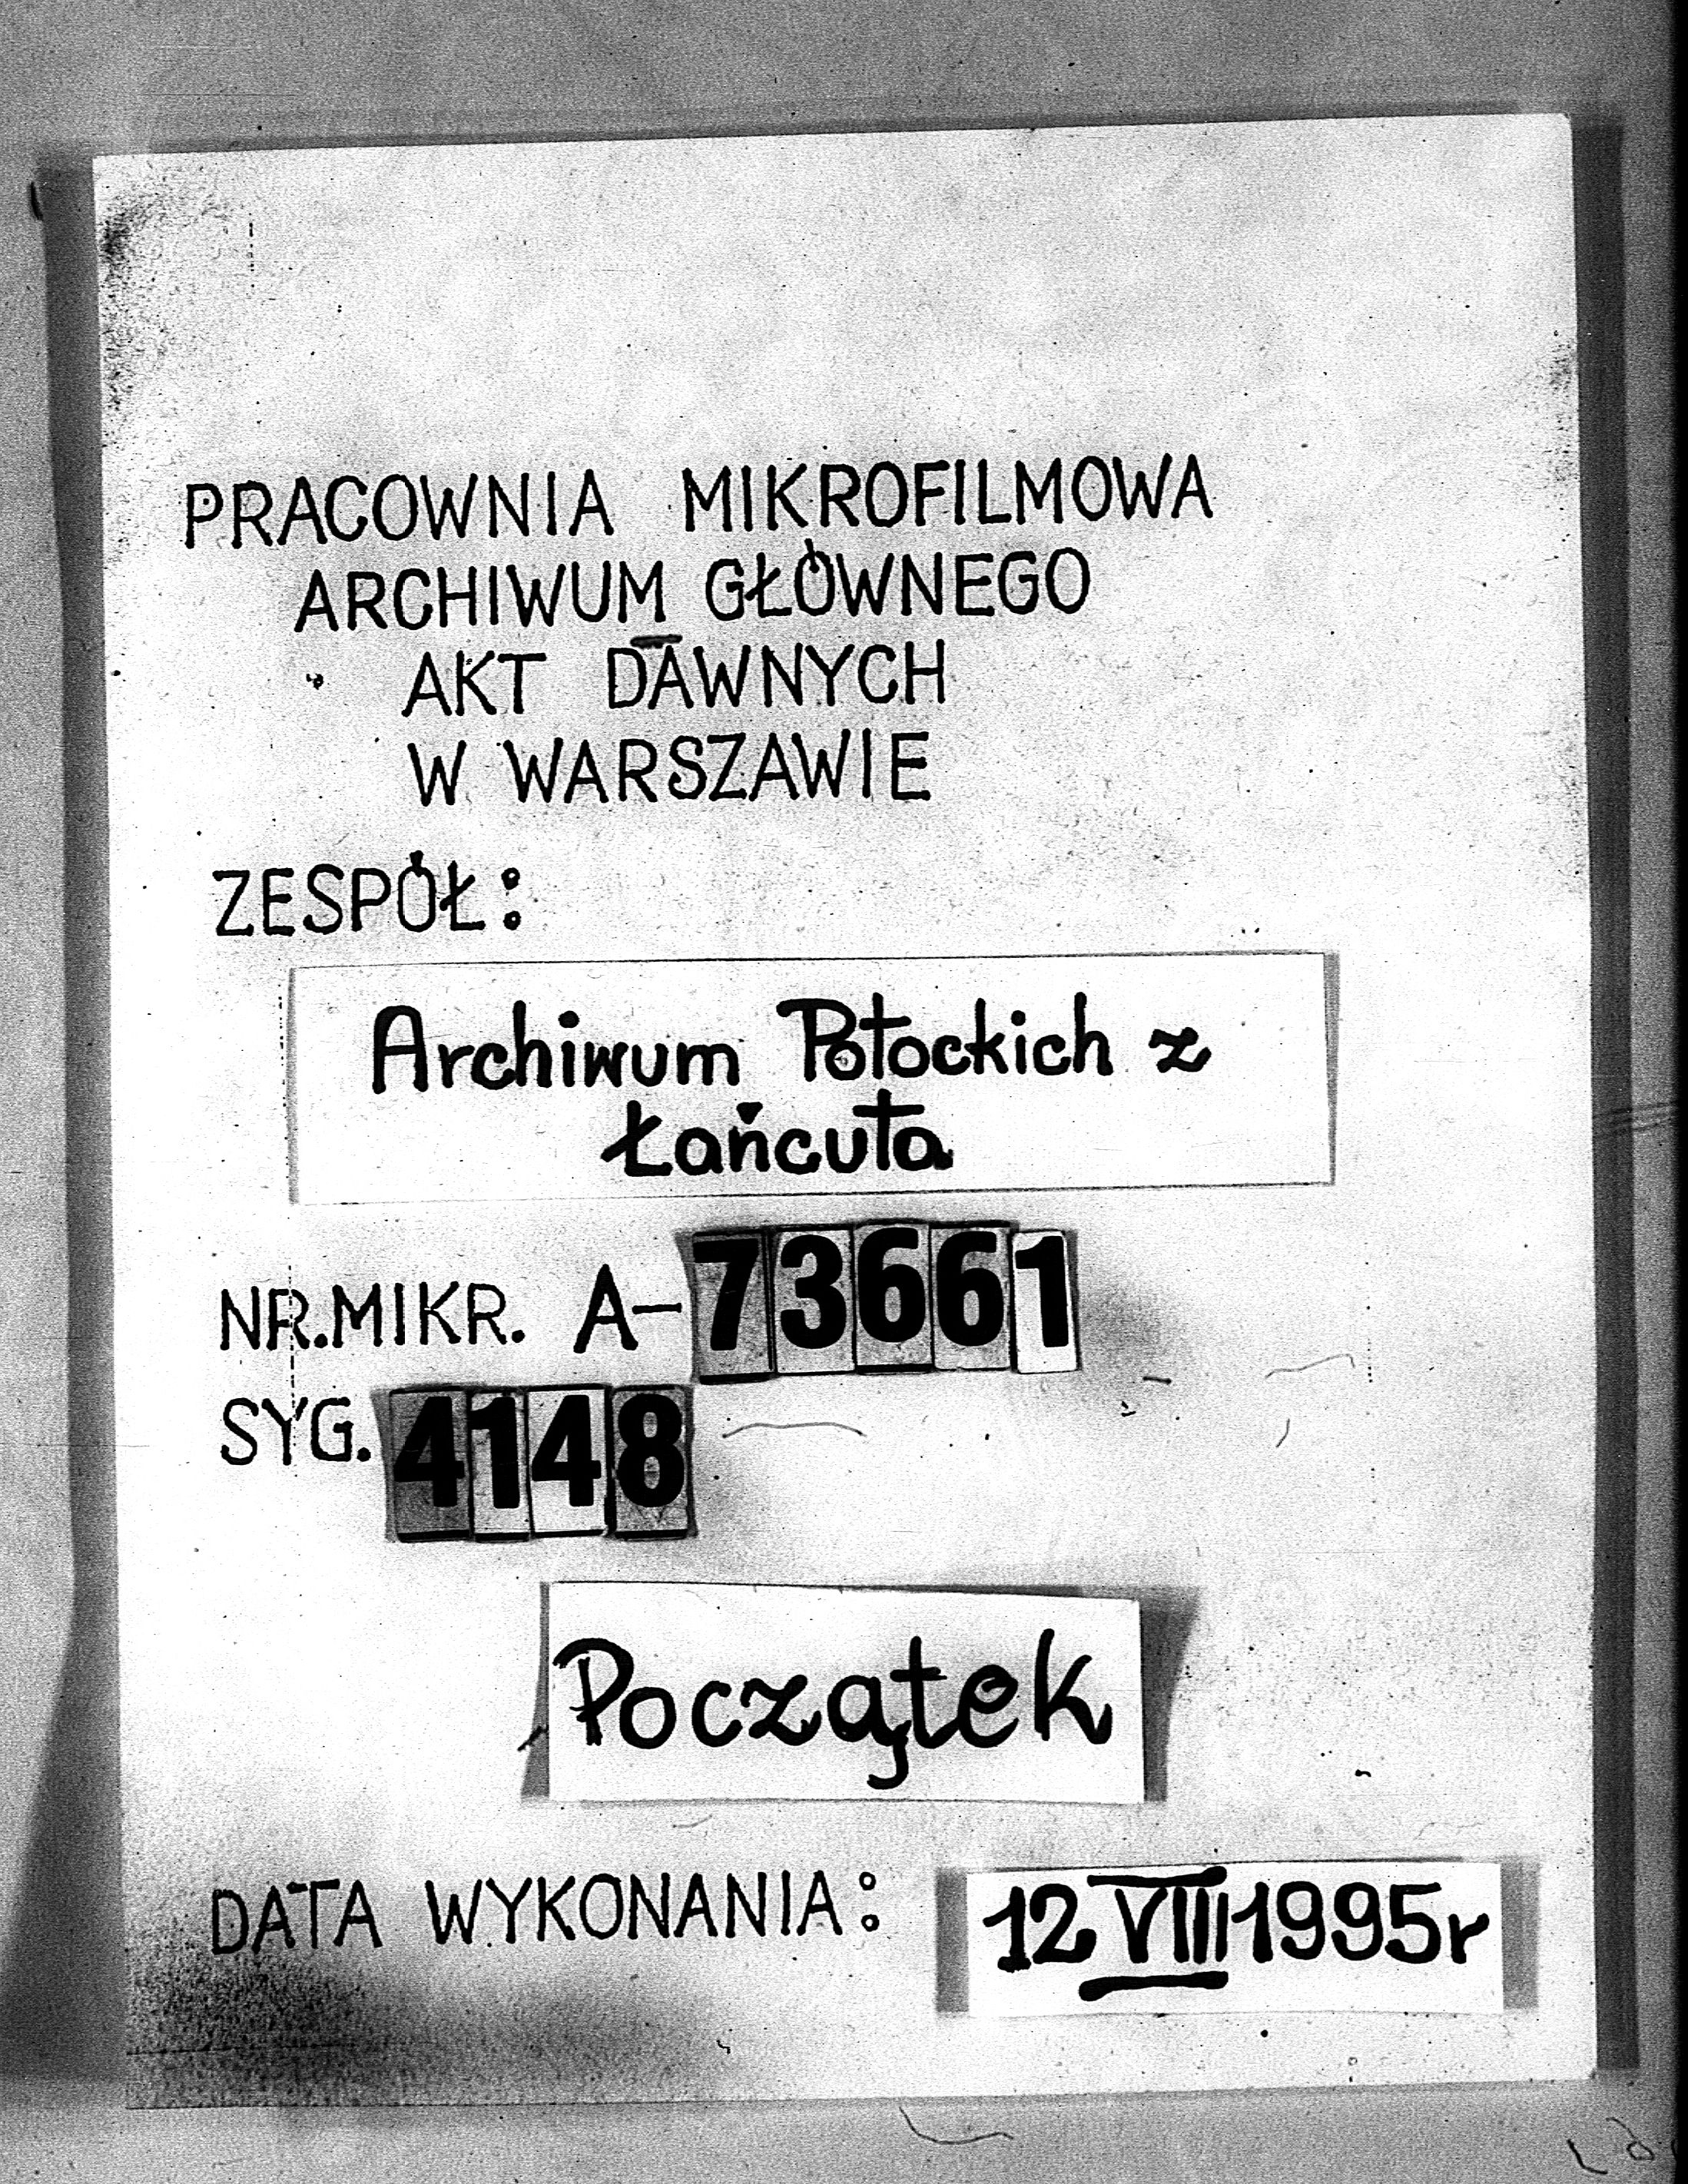 PRACOWNIA MIKROFILMOWA
ARCHIWUM GŁÓWNEGO
AKT DAWNYCH
W WARSZAWIE
ZESPÓŁ:
Archiwum Potockich z
Łańcuta
NR.MIKR. A-73661
SYG. 4148
Początek
DATA WYKONANIA: 12 VIII 1995r